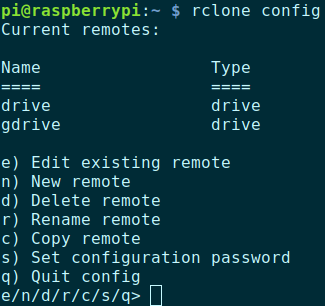 pi@raspberrypi:~ $ rclone config
Current remotes:

Name                 Type
====                 ====
drive                drive
gdrive               drive

e) Edit existing remote
n) New remote
d) Delete remote
r) Rename remote
c) Copy remote
s) Set configuration password
q) Quit config
e/n/d/r/c/s/q>